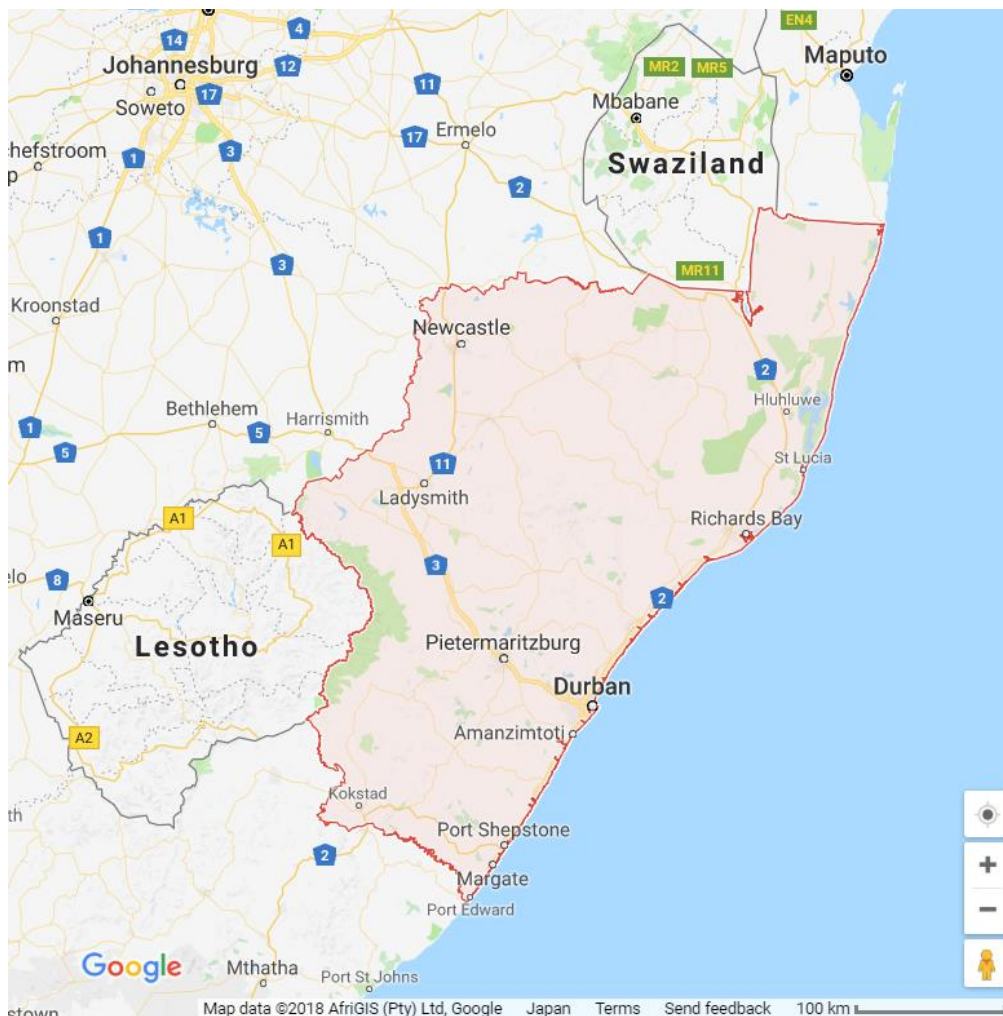 EN4
14
4
Johannesburg
12
MR2
MR5
Maputo
11
Soweto
17
Mbabane
Ermelo
17
chefstroom
1
3
p
Swaziland
2
1
3
MR11
Kroonstad
Newcastle
m
2
Bethlehem
Hluhluwe
Harrismith
1
5
5
11
St Lucia
Ladysmith
A1
Richards Bay
A1
3
elo
8
2
Maseru
Lesotho
Pietermaritzburg
Durban
A2
Amanzimtoti
Kokstad
th
Port Shepstone
2
Margate
Port Edward
Google
Mthatha
Port St Johns
stown
Map data ©2018 AfriGIS (Pty) Ltd, Google Japan Terms Send feedback 100 km